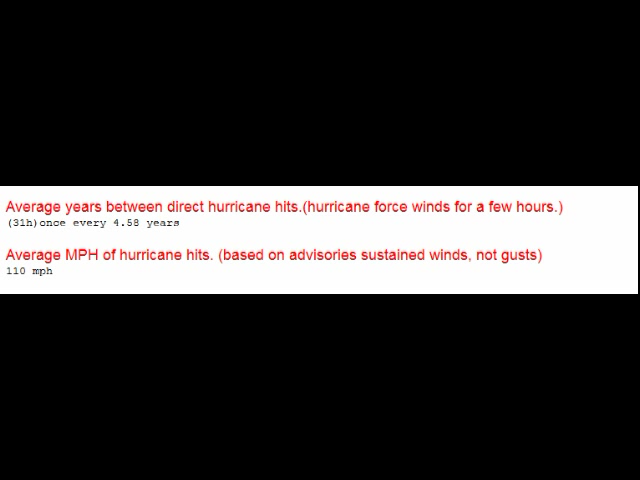 Average years between direct hurricane hits.(hurricane force winds for a few hours.)
(31h)once every 4.58 years
Average MPH of hurricane hits. (based on advisories sustained winds, not gusts)
110 mph